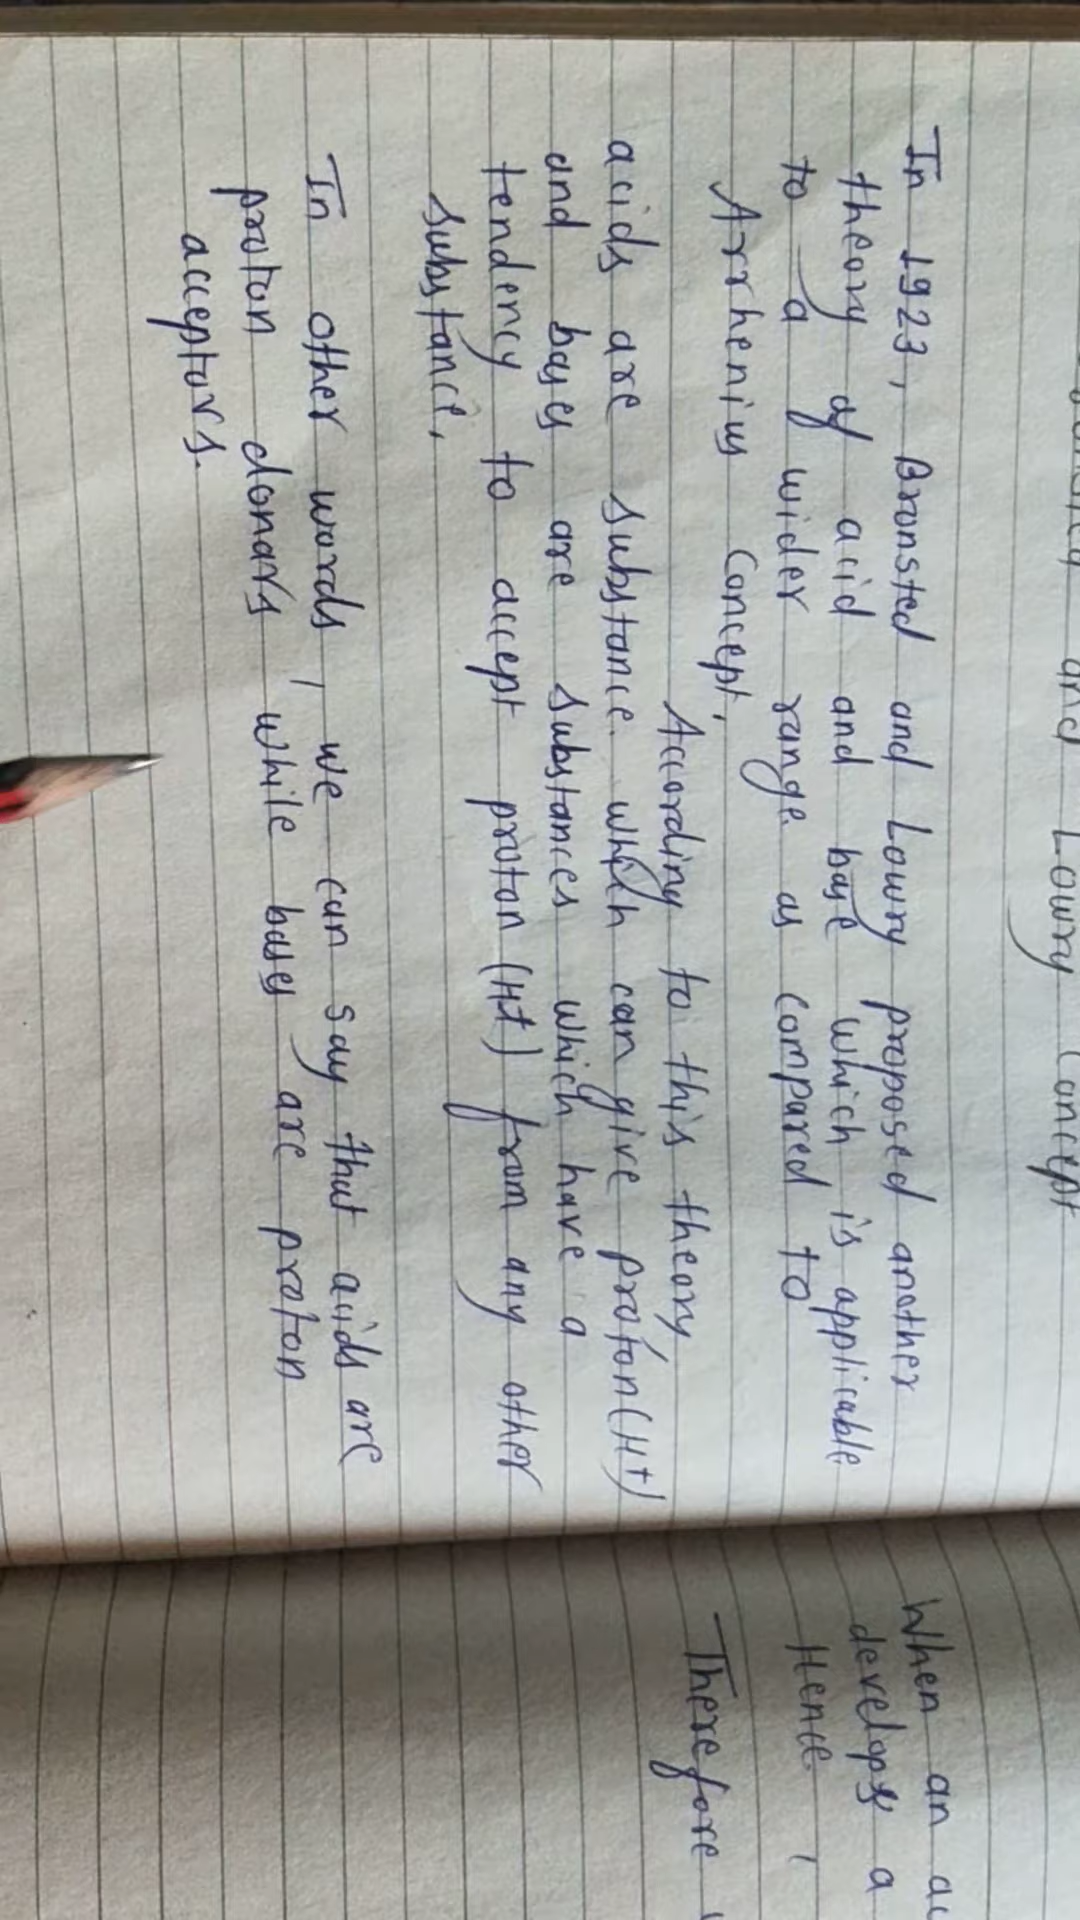 and Lowry Concept
In 1923, Bronsted and Lowry proposed another
theory of acid and base which is applicable
to a wider range as compared to
Arrhenius Concept,
According to this theory
acids are substance which can give proton (H+)
and bases are substances which have a
tendency to accept proton (H+) from any other
substance,
In other words, we can say that acids are
proton donars, while bases are proton
acceptors.
When an
develops a
Hence,
Therefore